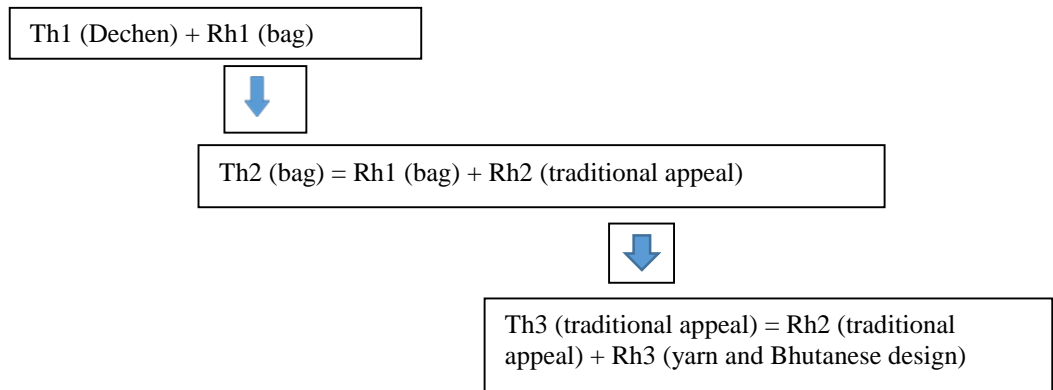 Th1 (Dechen) + Rh1 (bag)
Th2 (bag) = Rh1 (bag) + Rh2 (traditional appeal)
Th3 (traditional appeal) = Rh2 (traditional
appeal) + Rh3 (yarn and Bhutanese design)